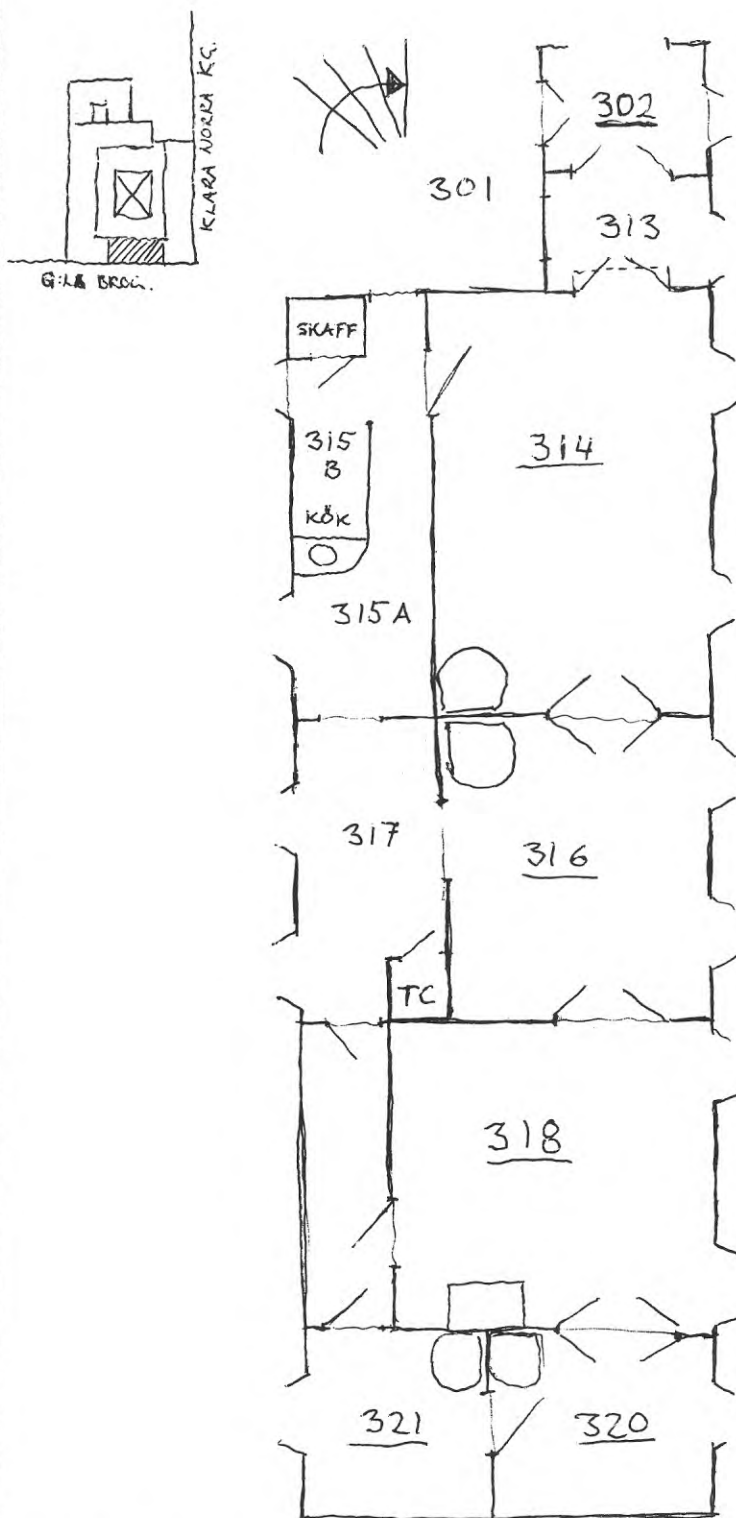 KLARA NORRA KG.
G:LA BROG.
301
302
313
SKAFF
314
315
B
KÖK
315A
317
316
TC
318
321
320